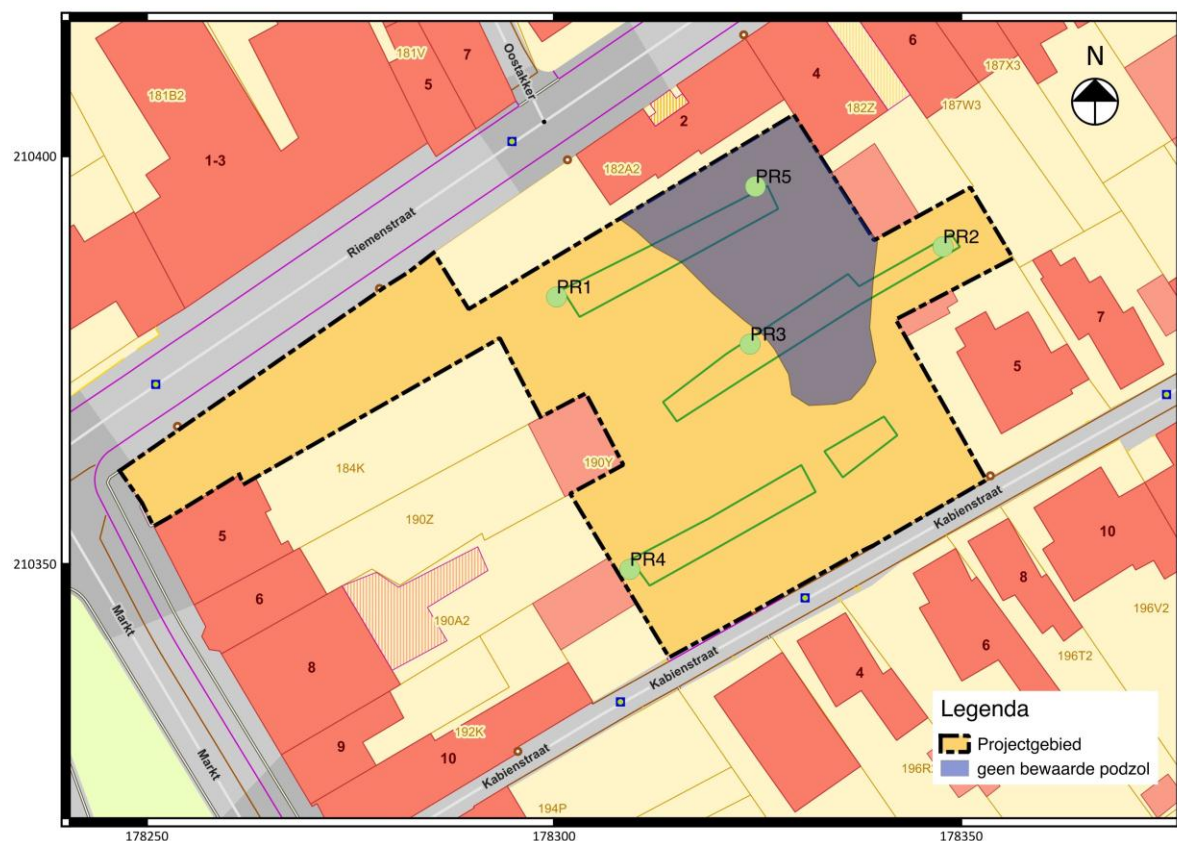 181V
7
Oostakker
6
N
187X3
181B2
5
4
182Z
187W3
2
210400
1-3
182A2
PR5
Riemenstraat
PR2
PR1
7
PR3
5
184K
190Y
Kabienstraat
190Z
5
10
PR4
210350
8
6
190A2
196V2
Markt
6
196T2
8
Kabienstraat
4
Legenda
192K
Projectgebied
9
10
196R
geen bewaarde podzol
Markt
Kabienstraat
194P
178250
178300
178350